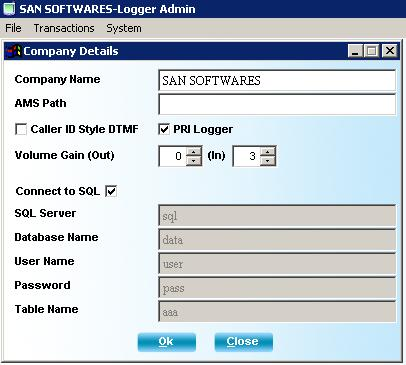 SAN SOFTWARES-Logger Admin
File Transactions System
Company Details
Company Name SAN SOFTWARES
AMS Path
Caller ID Style DTMF PRI Logger
Volume Gain (Out) 0 (In) 3
Connect to SQL
SQL Server sql
Database Name data
User Name user
Password pass
Table Name aaa
Ok Close